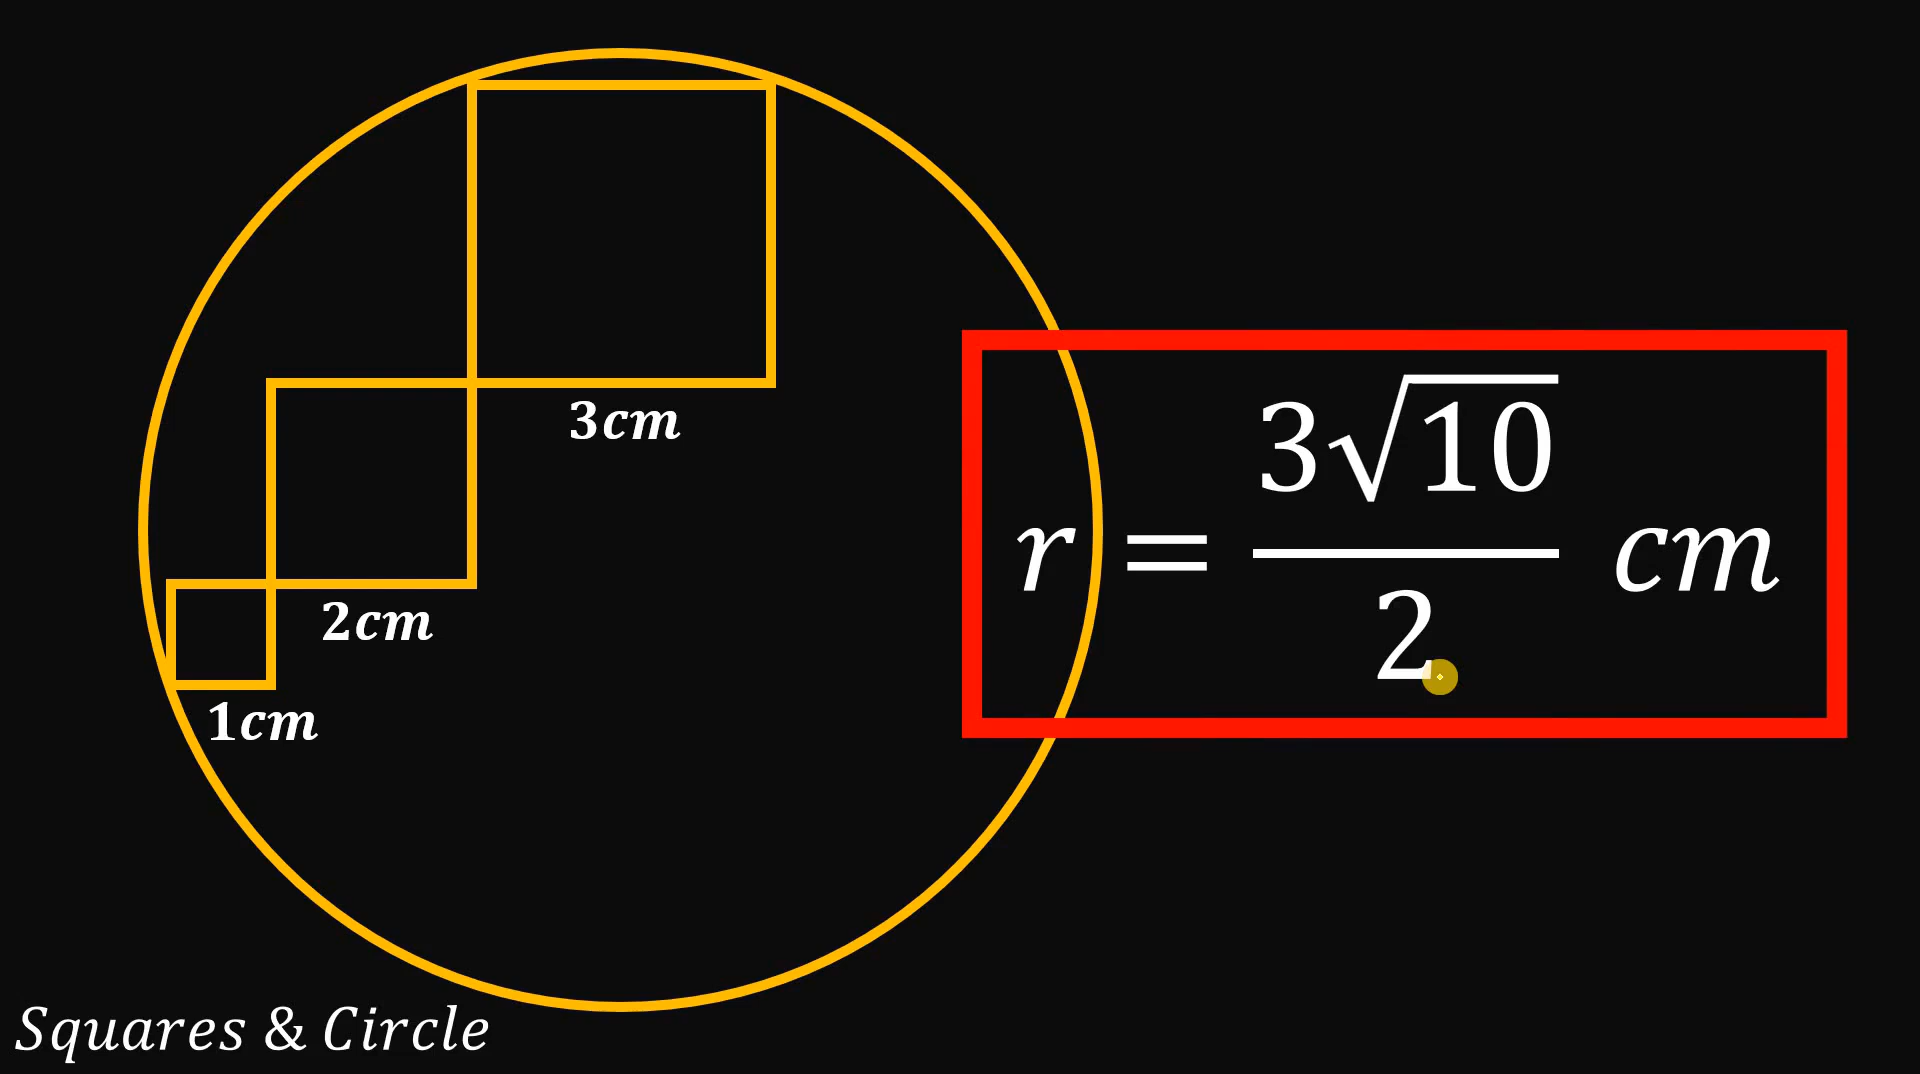 3cm
2cm
1cm
r = 3√10/2 cm
Squares & Circle